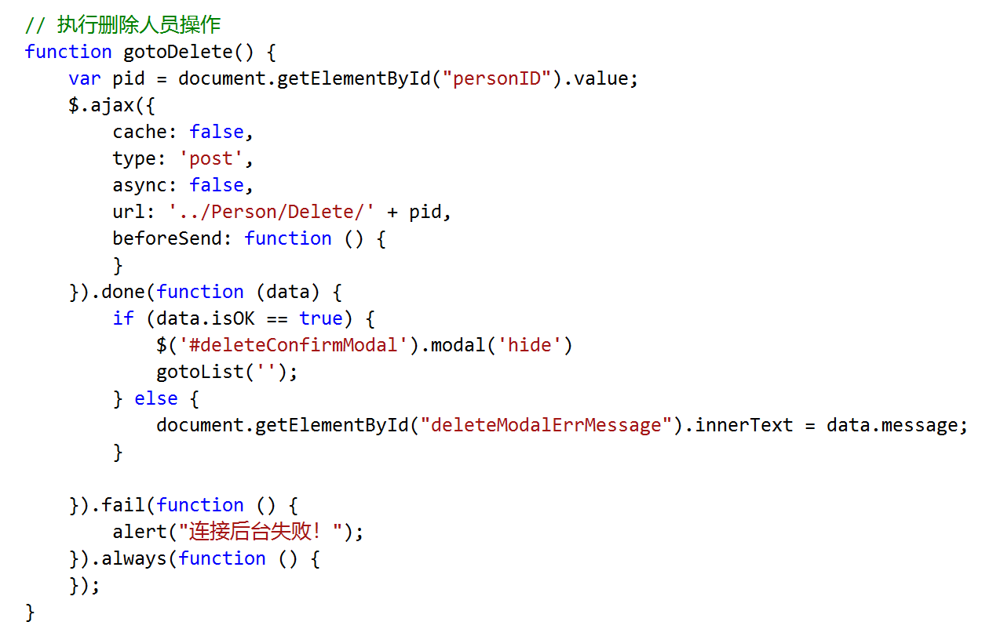 // 执行删除人员操作
function gotoDelete() {
    var pid = document.getElementById("personID").value;
    $.ajax({
        cache: false,
        type: 'post',
        async: false,
        url: '../Person/Delete/' + pid,
        beforeSend: function () {
        }
    }).done(function (data) {
        if (data.isOK == true) {
            $('#deleteConfirmModal').modal('hide')
            gotoList('');
        } else {
            document.getElementById("deleteModalErrMessage").innerText = data.message;
        }

    }).fail(function () {
        alert("连接后台失败！");
    }).always(function () {
    });
}